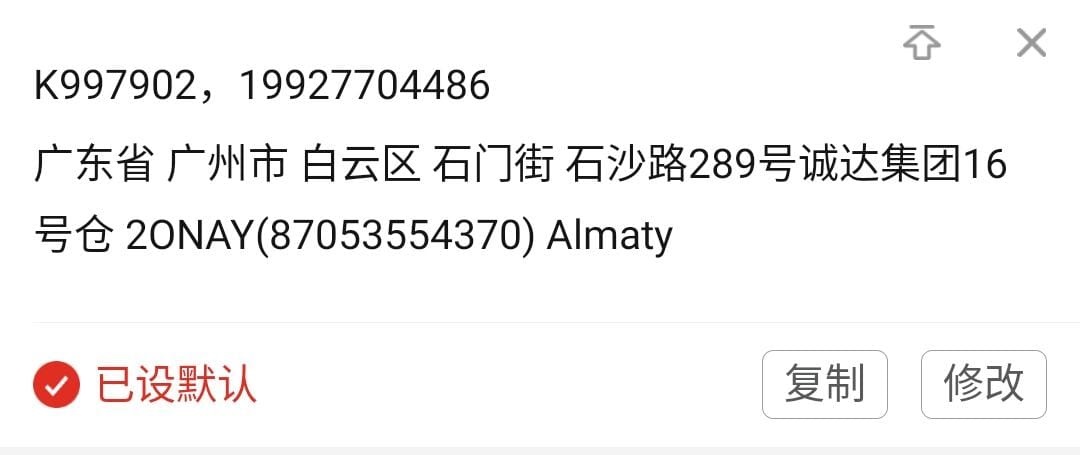 K997902，19927704486
广东省 广州市 白云区 石门街 石沙路289号诚达集团16
号仓 2ONAY(87053554370) Almaty
已设默认
复制
修改